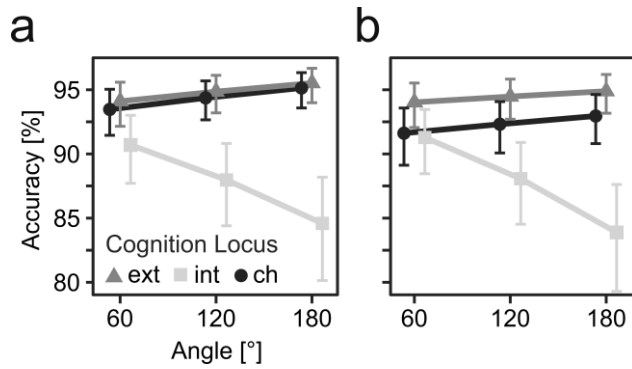 a
b
95
90
85
80
Accuracy [%]
Cognition Locus
ext int ch
60 120 180
60 120 180
Angle [°]